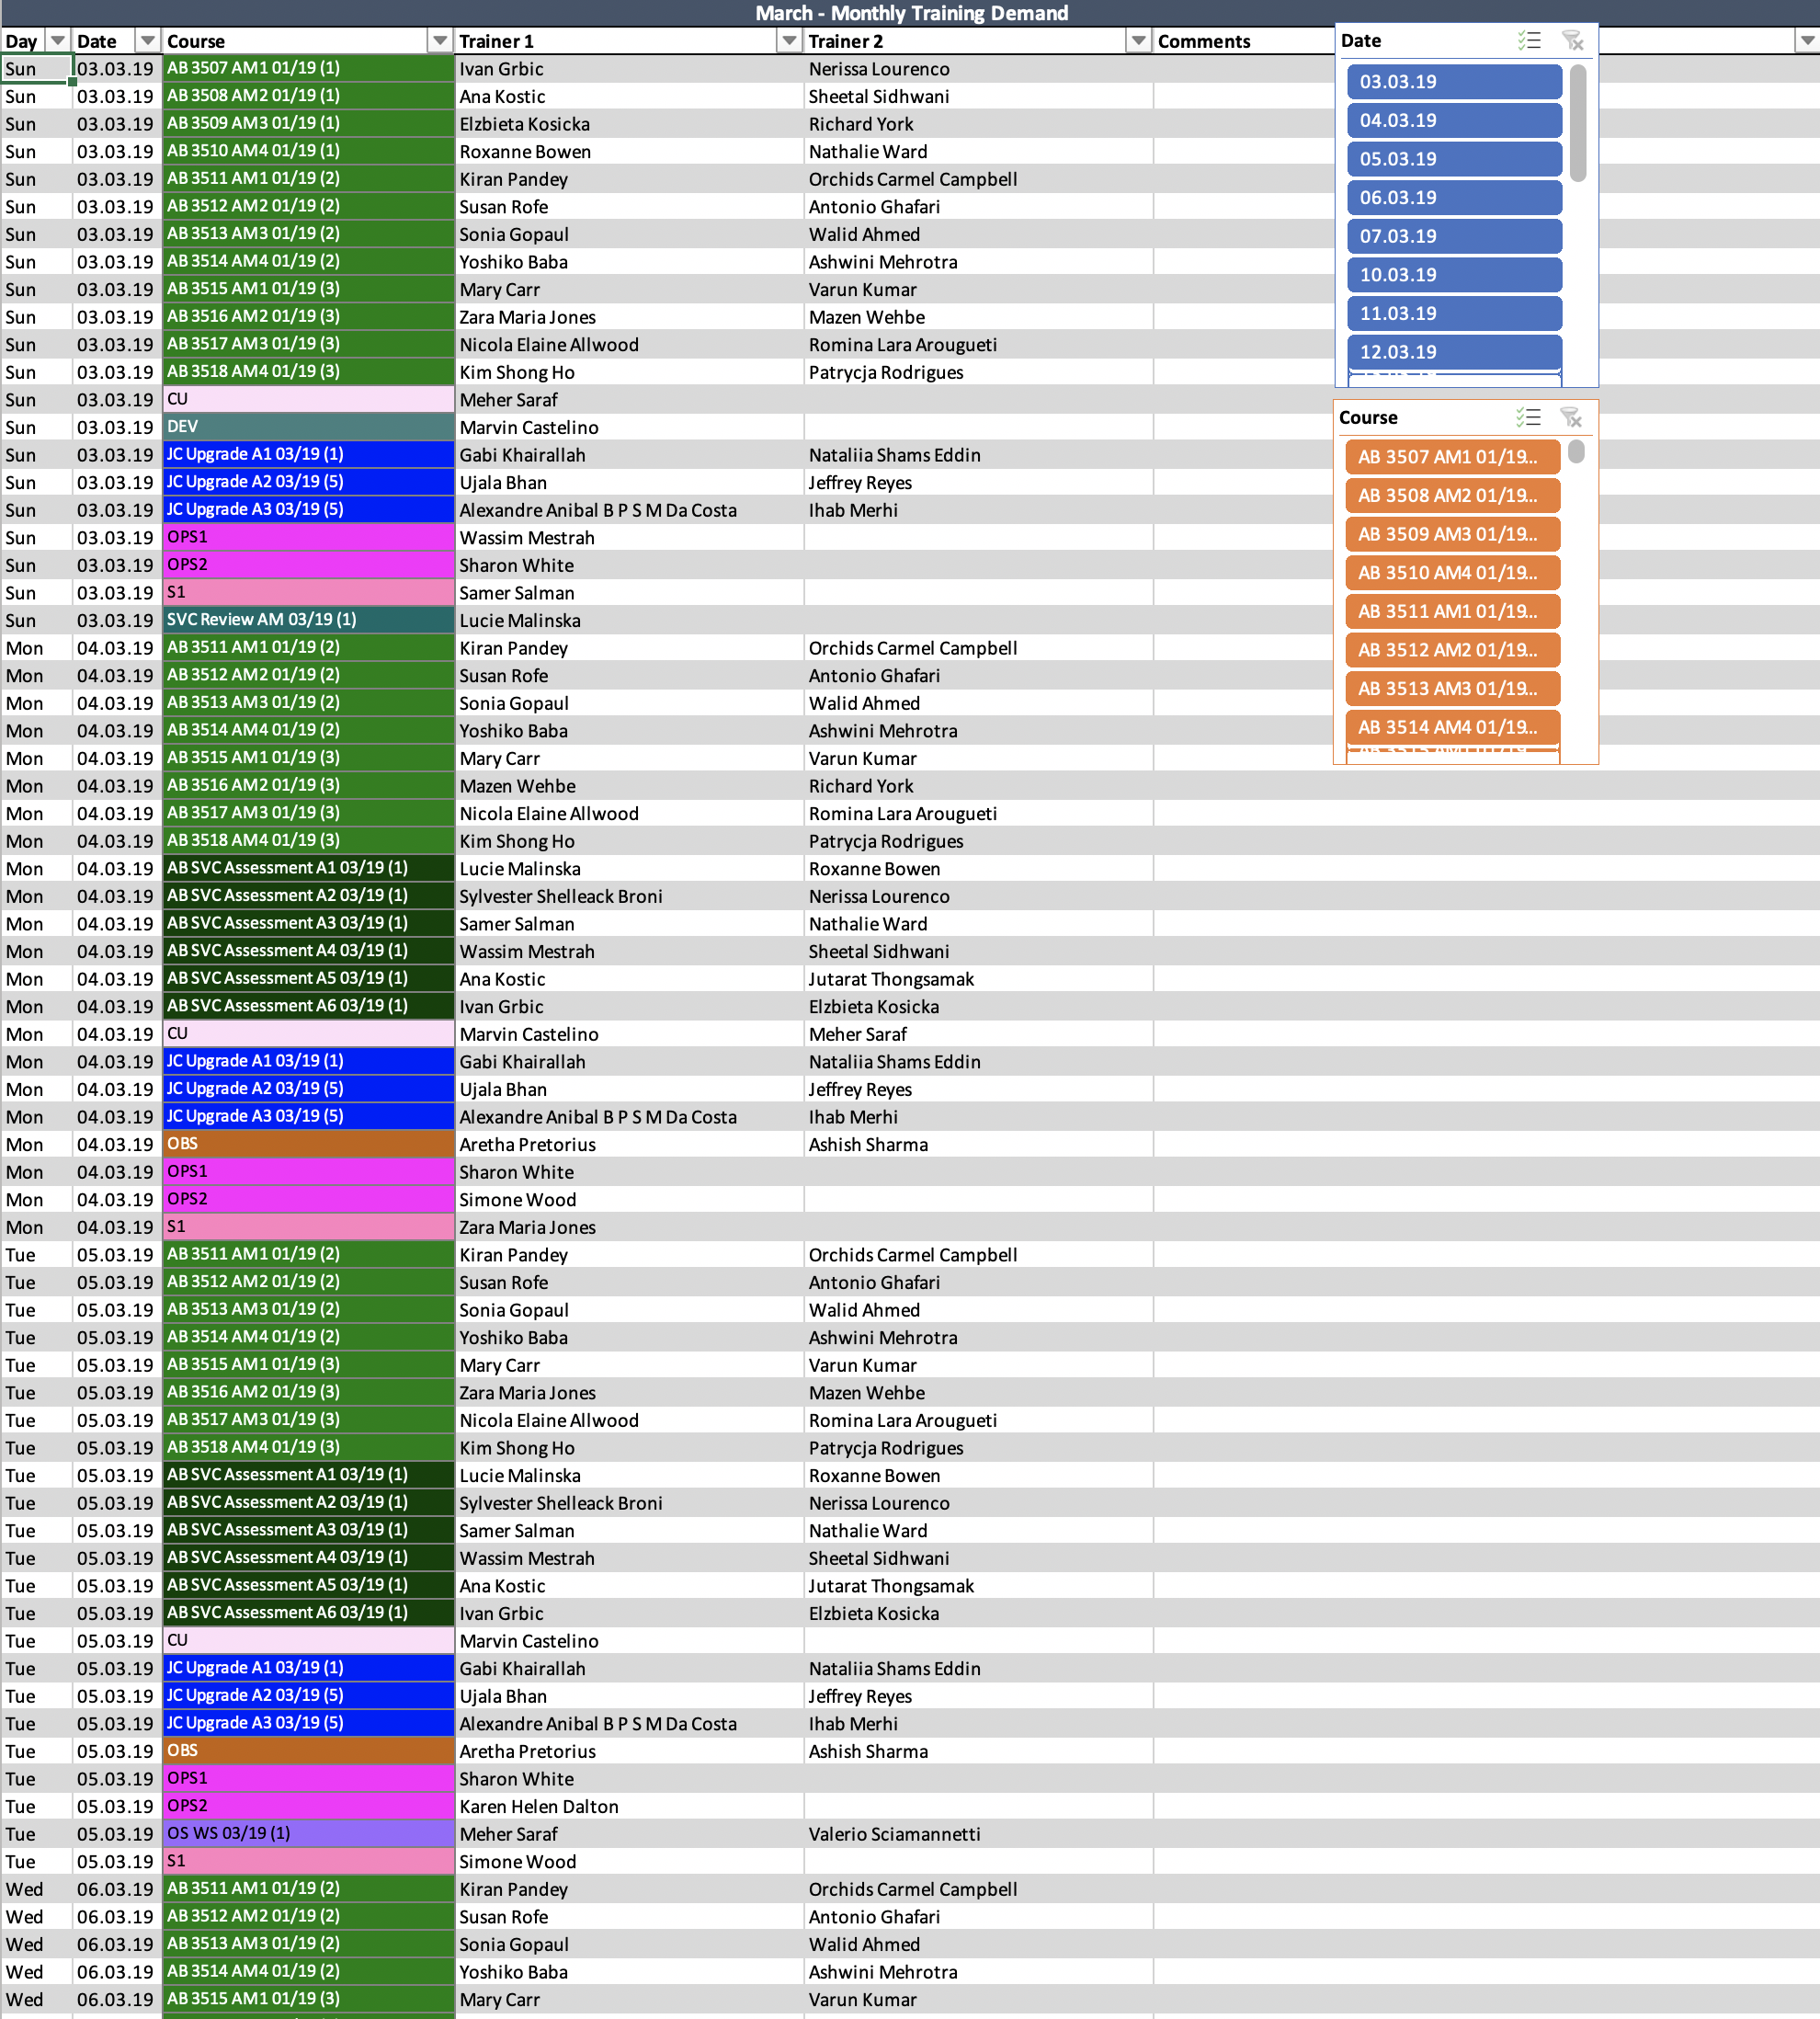 March - Monthly Training Demand
Day Date Course Trainer 1 Trainer 2 Comments
Sun 03.03.19 AB 3507 AM1 01/19 (1) Ivan Grbic Nerissa Lourenco
Sun 03.03.19 AB 3508 AM2 01/19 (1) Ana Kostic Sheetal Sidhwani
Sun 03.03.19 AB 3509 AM3 01/19 (1) Elzbieta Kosicka Richard York
Sun 03.03.19 AB 3510 AM4 01/19 (1) Roxanne Bowen Nathalie Ward
Sun 03.03.19 AB 3511 AM1 01/19 (2) Kiran Pandey Orchids Carmel Campbell
Sun 03.03.19 AB 3512 AM2 01/19 (2) Susan Rofe Antonio Ghafari
Sun 03.03.19 AB 3513 AM3 01/19 (2) Sonia Gopaul Walid Ahmed
Sun 03.03.19 AB 3514 AM4 01/19 (2) Yoshiko Baba Ashwini Mehrotra
Sun 03.03.19 AB 3515 AM1 01/19 (3) Mary Carr Varun Kumar
Sun 03.03.19 AB 3516 AM2 01/19 (3) Zara Maria Jones Mazen Wehbe
Sun 03.03.19 AB 3517 AM3 01/19 (3) Nicola Elaine Allwood Romina Lara Arougueti
Sun 03.03.19 AB 3518 AM4 01/19 (3) Kim Shong Ho Patrycja Rodrigues
Sun 03.03.19 CU Meher Saraf
Sun 03.03.19 DEV Marvin Castelino
Sun 03.03.19 JC Upgrade A1 03/19 (1) Gabi Khairallah Nataliia Shams Eddin
Sun 03.03.19 JC Upgrade A2 03/19 (5) Ujala Bhan Jeffrey Reyes
Sun 03.03.19 JC Upgrade A3 03/19 (5) Alexandre Anibal B P S M Da Costa Ihab Merhi
Sun 03.03.19 OPS1 Wassim Mestrah
Sun 03.03.19 OPS2 Sharon White
Sun 03.03.19 S1 Samer Salman
Sun 03.03.19 SVC Review AM 03/19 (1) Lucie Malinska
Mon 04.03.19 AB 3511 AM1 01/19 (2) Kiran Pandey Orchids Carmel Campbell
Mon 04.03.19 AB 3512 AM2 01/19 (2) Susan Rofe Antonio Ghafari
Mon 04.03.19 AB 3513 AM3 01/19 (2) Sonia Gopaul Walid Ahmed
Mon 04.03.19 AB 3514 AM4 01/19 (2) Yoshiko Baba Ashwini Mehrotra
Mon 04.03.19 AB 3515 AM1 01/19 (3) Mary Carr Varun Kumar
Mon 04.03.19 AB 3516 AM2 01/19 (3) Mazen Wehbe Richard York
Mon 04.03.19 AB 3517 AM3 01/19 (3) Nicola Elaine Allwood Romina Lara Arougueti
Mon 04.03.19 AB 3518 AM4 01/19 (3) Kim Shong Ho Patrycja Rodrigues
Mon 04.03.19 AB SVC Assessment A1 03/19 (1) Lucie Malinska Roxanne Bowen
Mon 04.03.19 AB SVC Assessment A2 03/19 (1) Sylvester Shelleack Broni Nerissa Lourenco
Mon 04.03.19 AB SVC Assessment A3 03/19 (1) Samer Salman Nathalie Ward
Mon 04.03.19 AB SVC Assessment A4 03/19 (1) Wassim Mestrah Sheetal Sidhwani
Mon 04.03.19 AB SVC Assessment A5 03/19 (1) Ana Kostic Jutarat Thongsamak
Mon 04.03.19 AB SVC Assessment A6 03/19 (1) Ivan Grbic Elzbieta Kosicka
Mon 04.03.19 CU Marvin Castelino Meher Saraf
Mon 04.03.19 JC Upgrade A1 03/19 (1) Gabi Khairallah Nataliia Shams Eddin
Mon 04.03.19 JC Upgrade A2 03/19 (5) Ujala Bhan Jeffrey Reyes
Mon 04.03.19 JC Upgrade A3 03/19 (5) Alexandre Anibal B P S M Da Costa Ihab Merhi
Mon 04.03.19 OBS Aretha Pretorius Ashish Sharma
Mon 04.03.19 OPS1 Sharon White
Mon 04.03.19 OPS2 Simone Wood
Mon 04.03.19 S1 Zara Maria Jones
Tue 05.03.19 AB 3511 AM1 01/19 (2) Kiran Pandey Orchids Carmel Campbell
Tue 05.03.19 AB 3512 AM2 01/19 (2) Susan Rofe Antonio Ghafari
Tue 05.03.19 AB 3513 AM3 01/19 (2) Sonia Gopaul Walid Ahmed
Tue 05.03.19 AB 3514 AM4 01/19 (2) Yoshiko Baba Ashwini Mehrotra
Tue 05.03.19 AB 3515 AM1 01/19 (3) Mary Carr Varun Kumar
Tue 05.03.19 AB 3516 AM2 01/19 (3) Zara Maria Jones Mazen Wehbe
Tue 05.03.19 AB 3517 AM3 01/19 (3) Nicola Elaine Allwood Romina Lara Arougueti
Tue 05.03.19 AB 3518 AM4 01/19 (3) Kim Shong Ho Patrycja Rodrigues
Tue 05.03.19 AB SVC Assessment A1 03/19 (1) Lucie Malinska Roxanne Bowen
Tue 05.03.19 AB SVC Assessment A2 03/19 (1) Sylvester Shelleack Broni Nerissa Lourenco
Tue 05.03.19 AB SVC Assessment A3 03/19 (1) Samer Salman Nathalie Ward
Tue 05.03.19 AB SVC Assessment A4 03/19 (1) Wassim Mestrah Sheetal Sidhwani
Tue 05.03.19 AB SVC Assessment A5 03/19 (1) Ana Kostic Jutarat Thongsamak
Tue 05.03.19 AB SVC Assessment A6 03/19 (1) Ivan Grbic Elzbieta Kosicka
Tue 05.03.19 CU Marvin Castelino
Tue 05.03.19 JC Upgrade A1 03/19 (1) Gabi Khairallah Nataliia Shams Eddin
Tue 05.03.19 JC Upgrade A2 03/19 (5) Ujala Bhan Jeffrey Reyes
Tue 05.03.19 JC Upgrade A3 03/19 (5) Alexandre Anibal B P S M Da Costa Ihab Merhi
Tue 05.03.19 OBS Aretha Pretorius Ashish Sharma
Tue 05.03.19 OPS1 Sharon White
Tue 05.03.19 OPS2 Karen Helen Dalton
Tue 05.03.19 OS WS 03/19 (1) Meher Saraf Valerio Sciamannetti
Tue 05.03.19 S1 Simone Wood
Wed 06.03.19 AB 3511 AM1 01/19 (2) Kiran Pandey Orchids Carmel Campbell
Wed 06.03.19 AB 3512 AM2 01/19 (2) Susan Rofe Antonio Ghafari
Wed 06.03.19 AB 3513 AM3 01/19 (2) Sonia Gopaul Walid Ahmed
Wed 06.03.19 AB 3514 AM4 01/19 (2) Yoshiko Baba Ashwini Mehrotra
Wed 06.03.19 AB 3515 AM1 01/19 (3) Mary Carr Varun Kumar
Date
03.03.19
04.03.19
05.03.19
06.03.19
07.03.19
10.03.19
11.03.19
12.03.19
Course
AB 3507 AM1 01/19...
AB 3508 AM2 01/19...
AB 3509 AM3 01/19...
AB 3510 AM4 01/19...
AB 3511 AM1 01/19...
AB 3512 AM2 01/19...
AB 3513 AM3 01/19...
AB 3514 AM4 01/19...